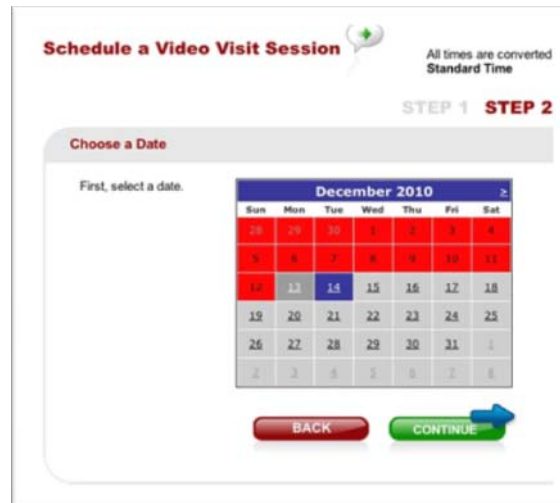 Schedule a Video Visit Session
All times are converted
Standard Time
STEP 1 STEP 2
Choose a Date
First, select a date.
December 2010 >
Sun Mon Tue Wed Thu Fri Sat
28 29 30 1 2 3 4
5 6 7 8 9 10 11
12 13 14 15 16 17 18
19 20 21 22 23 24 25
26 27 28 29 30 31 1
2 3 4 5 6 7 8
BACK CONTINUE